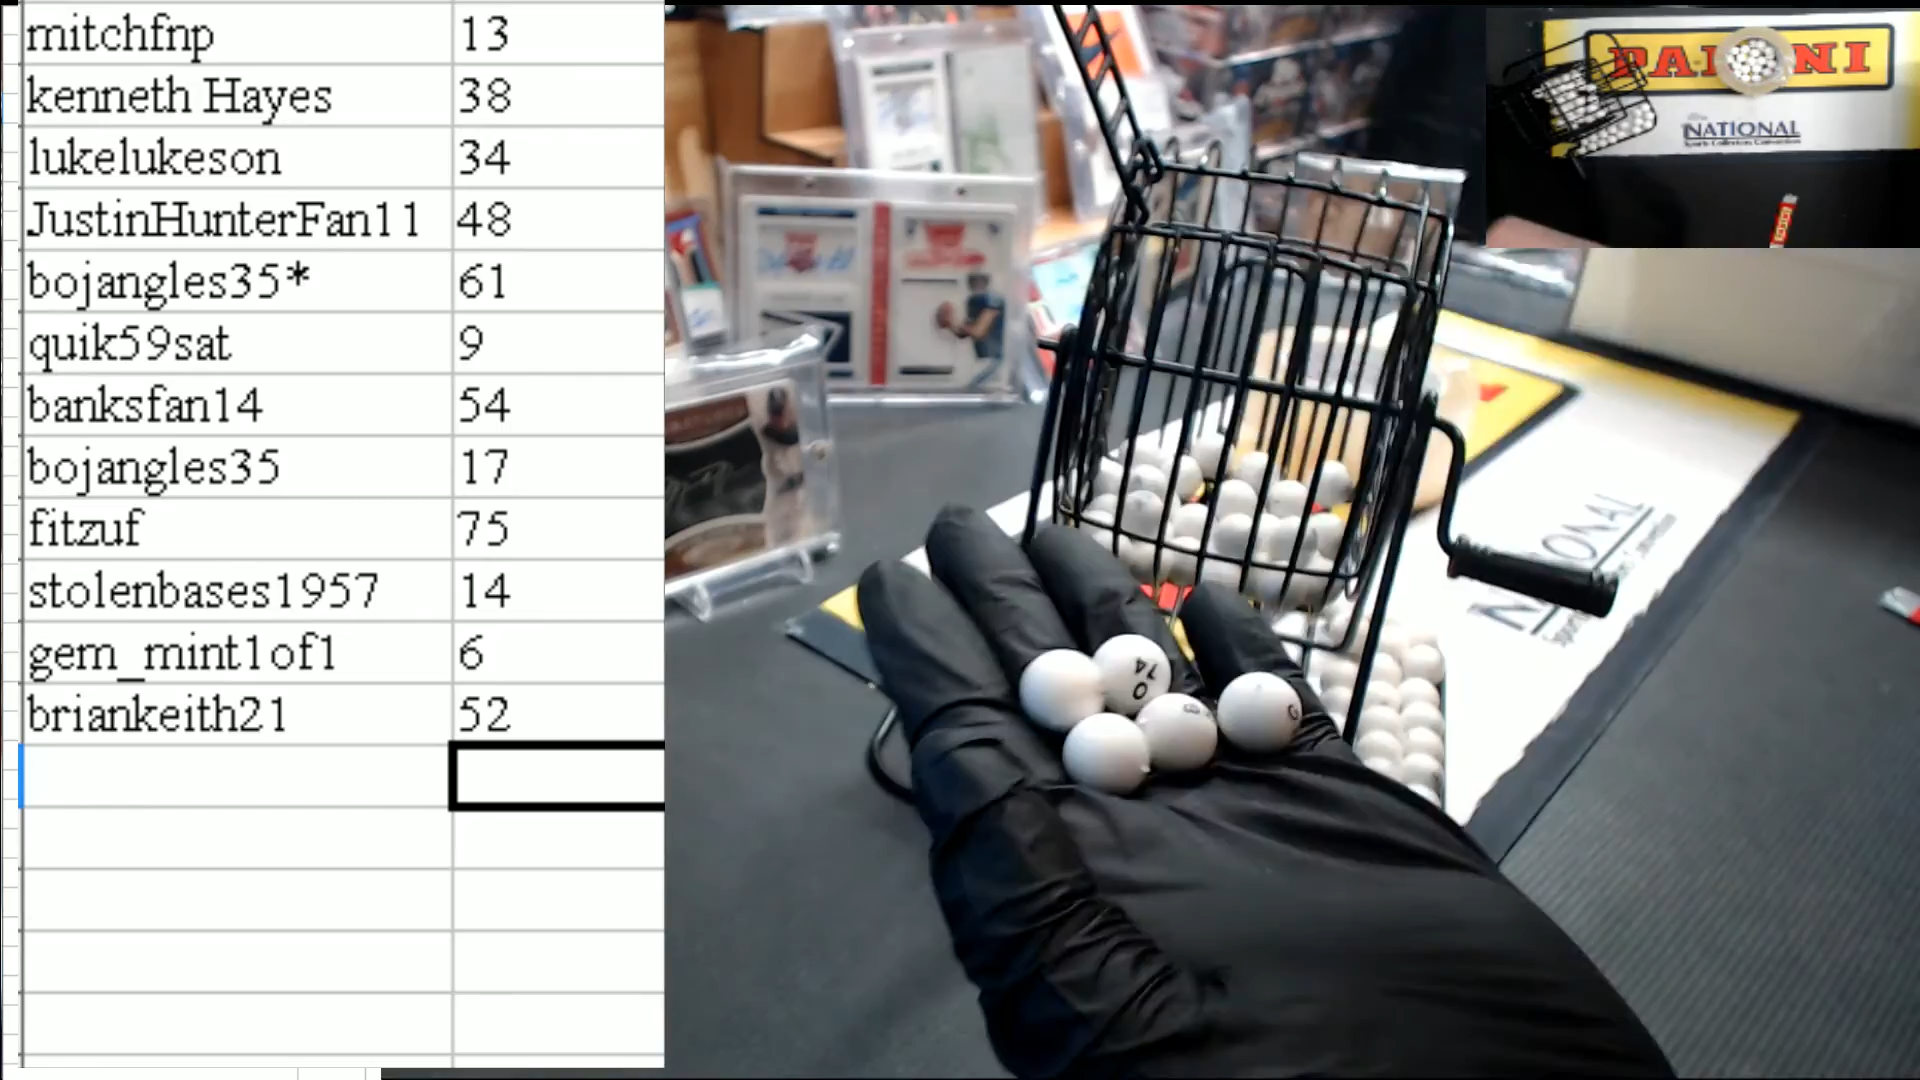 mitchfnp 13
kenneth Hayes 38
lukelukeson 34
JustinHunterFan11 48
bojangles35* 61
quik59sat 9
banksfan14 54
bojangles35 17
fitzuf 75
stolenbases1957 14
gem_mint1of1 6
briankeith21 52
NATIONAL
O
74
G